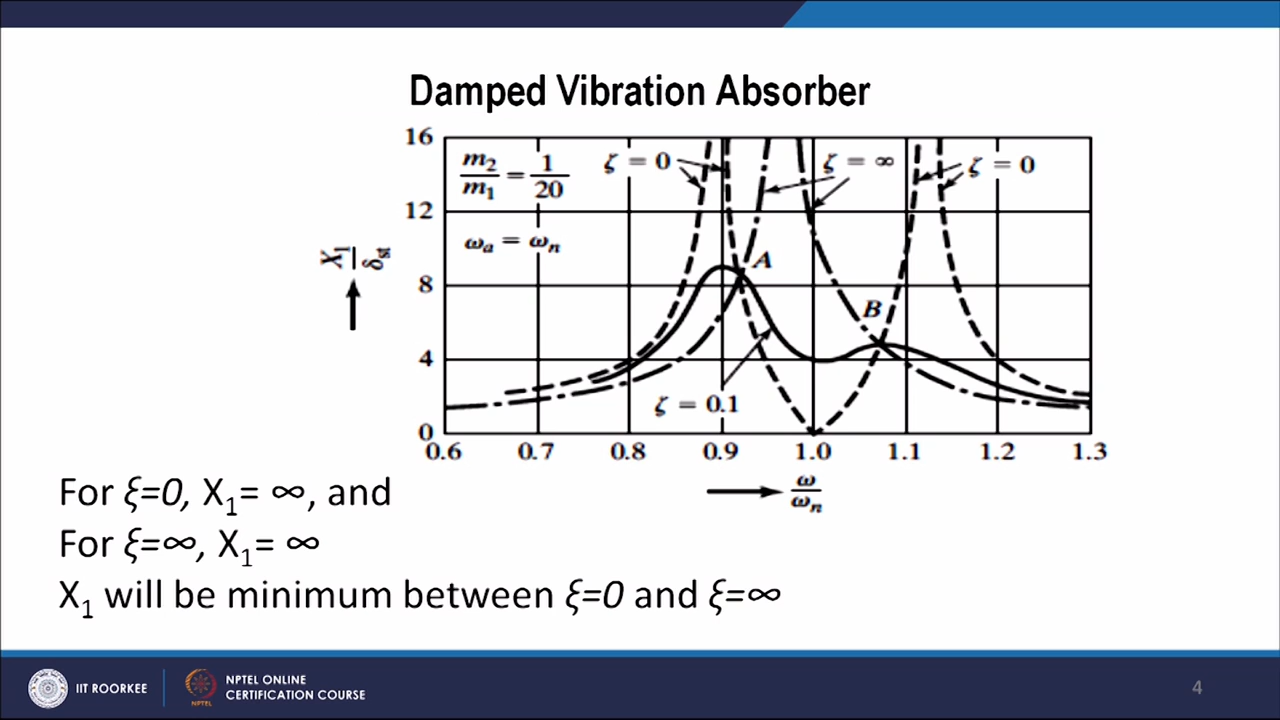 Damped Vibration Absorber
16
12
8
4
0
X₁/δst
m₂/m₁ = 1/20
ωa = ωn
ζ = 0
ζ = ∞
ζ = 0
A
B
ζ = 0.1
0.6 0.7 0.8 0.9 1.0 1.1 1.2 1.3
ω/ωn
For ξ=0, X₁= ∞, and
For ξ=∞, X₁= ∞
X₁ will be minimum between ξ=0 and ξ=∞
IIT ROORKEE
NPTEL
NPTEL ONLINE
CERTIFICATION COURSE
4